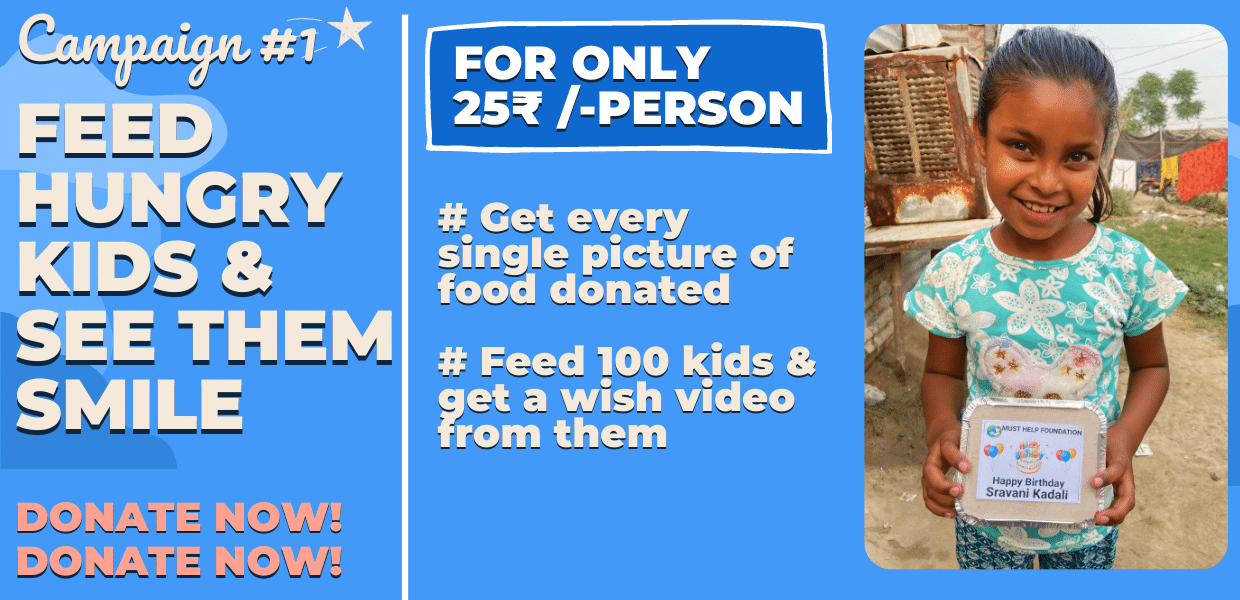 Campaign #1
FEED
HUNGRY
KIDS &
SEE THEM
SMILE
DONATE NOW!
DONATE NOW!
FOR ONLY
25₹ /-PERSON
# Get every
single picture of
food donated
# Feed 100 kids &
get a wish video
from them
MUST HELP FOUNDATION
Happy Birthday
Happy Birthday
Sravani Kadali